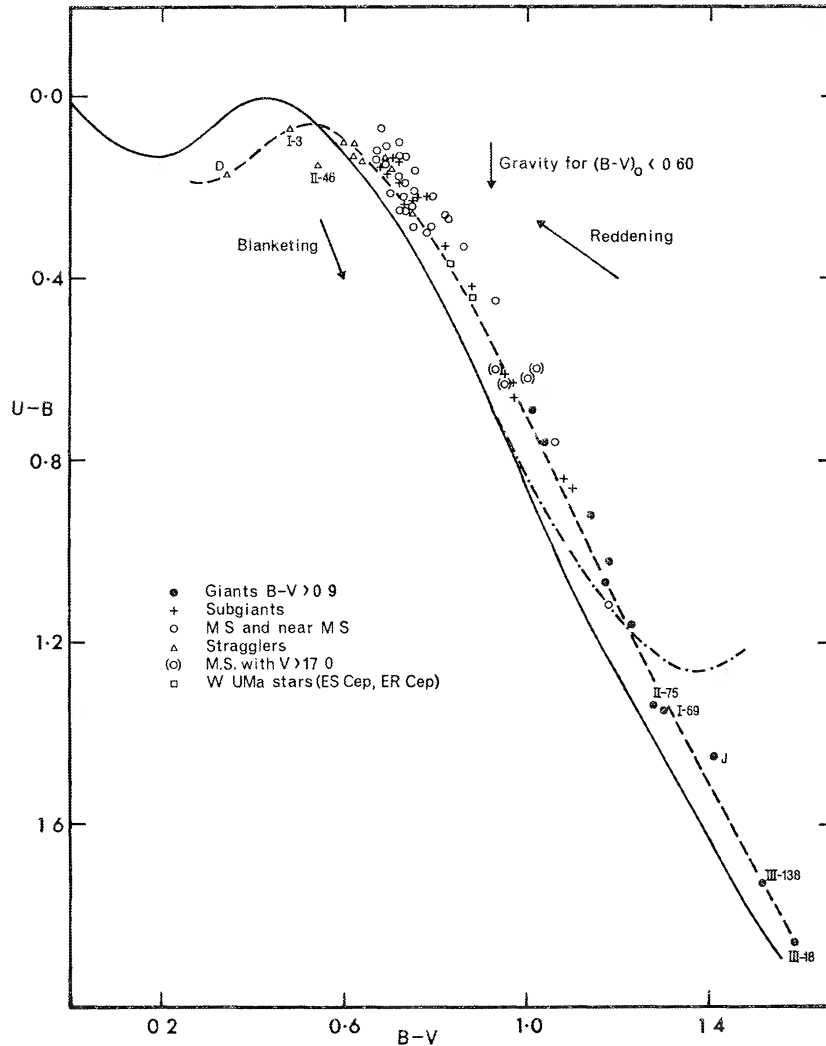 0·0
I-3
D
II-46
Gravity for (B-V)₀ < 0.60
Blanketing
Reddening
0·4
U-B
0·8
Giants B-V > 0 9
Subgiants
M S and near M S
Stragglers
M.S. with V > 17 0
W UMa stars (ES Cep, ER Cep)
1·2
II-75
I-69
J
1 6
III-138
III-18
0 2
0·6
1·0
1 4
B-V